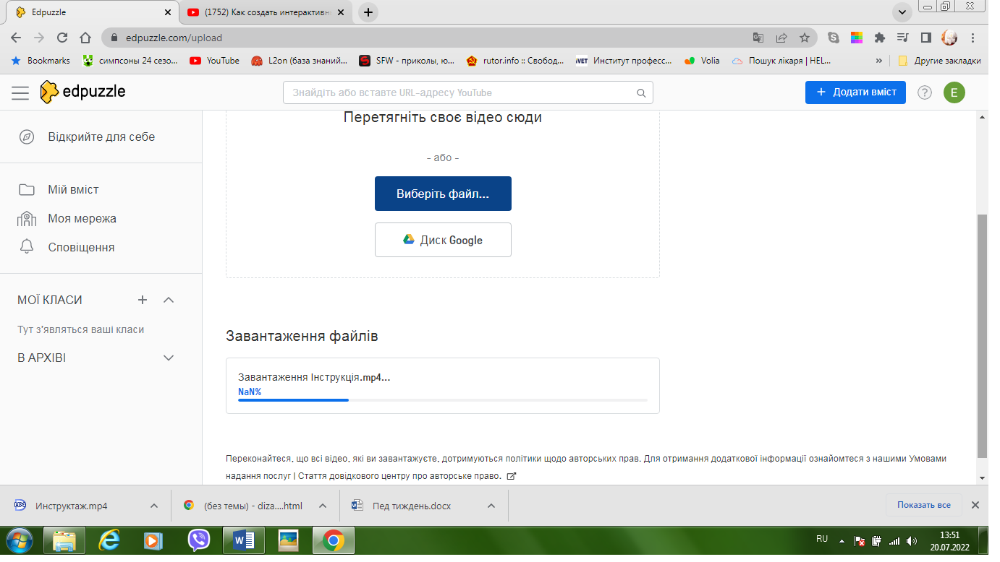 Edpuzzle
(1752) Как создать интерактивн
edpuzzle.com/upload
Bookmarks
симпсоны 24 сезо...
YouTube
L2on (база знаний...
SFW - приколы, ю...
rutor.info :: Свобод...
Институт професс...
Volia
Пошук лікаря | HEL...
»
Другие закладки
edpuzzle
Знайдіть або вставте URL-адресу YouTube
+ Додати вміст
?
E
Відкрийте для себе
Мій вміст
Моя мережа
Сповіщення
МОЇ КЛАСИ
Тут з'являться ваші класи
В АРХІВІ
Перетягніть своє відео сюди
- або -
Виберіть файл...
Диск Google
Завантаження файлів
Завантаження Інструкція.mp4...
NaN%
Переконайтеся, що всі відео, які ви завантажуєте, дотримуються політики щодо авторських прав. Для отримання додаткової інформації ознайомтеся з нашими Умовами
надання послуг | Стаття довідкового центру про авторське право.
Инструктаж.mp4
(без темы) - diza....html
Пед тиждень.docx
Показать все
RU
13:51
20.07.2022